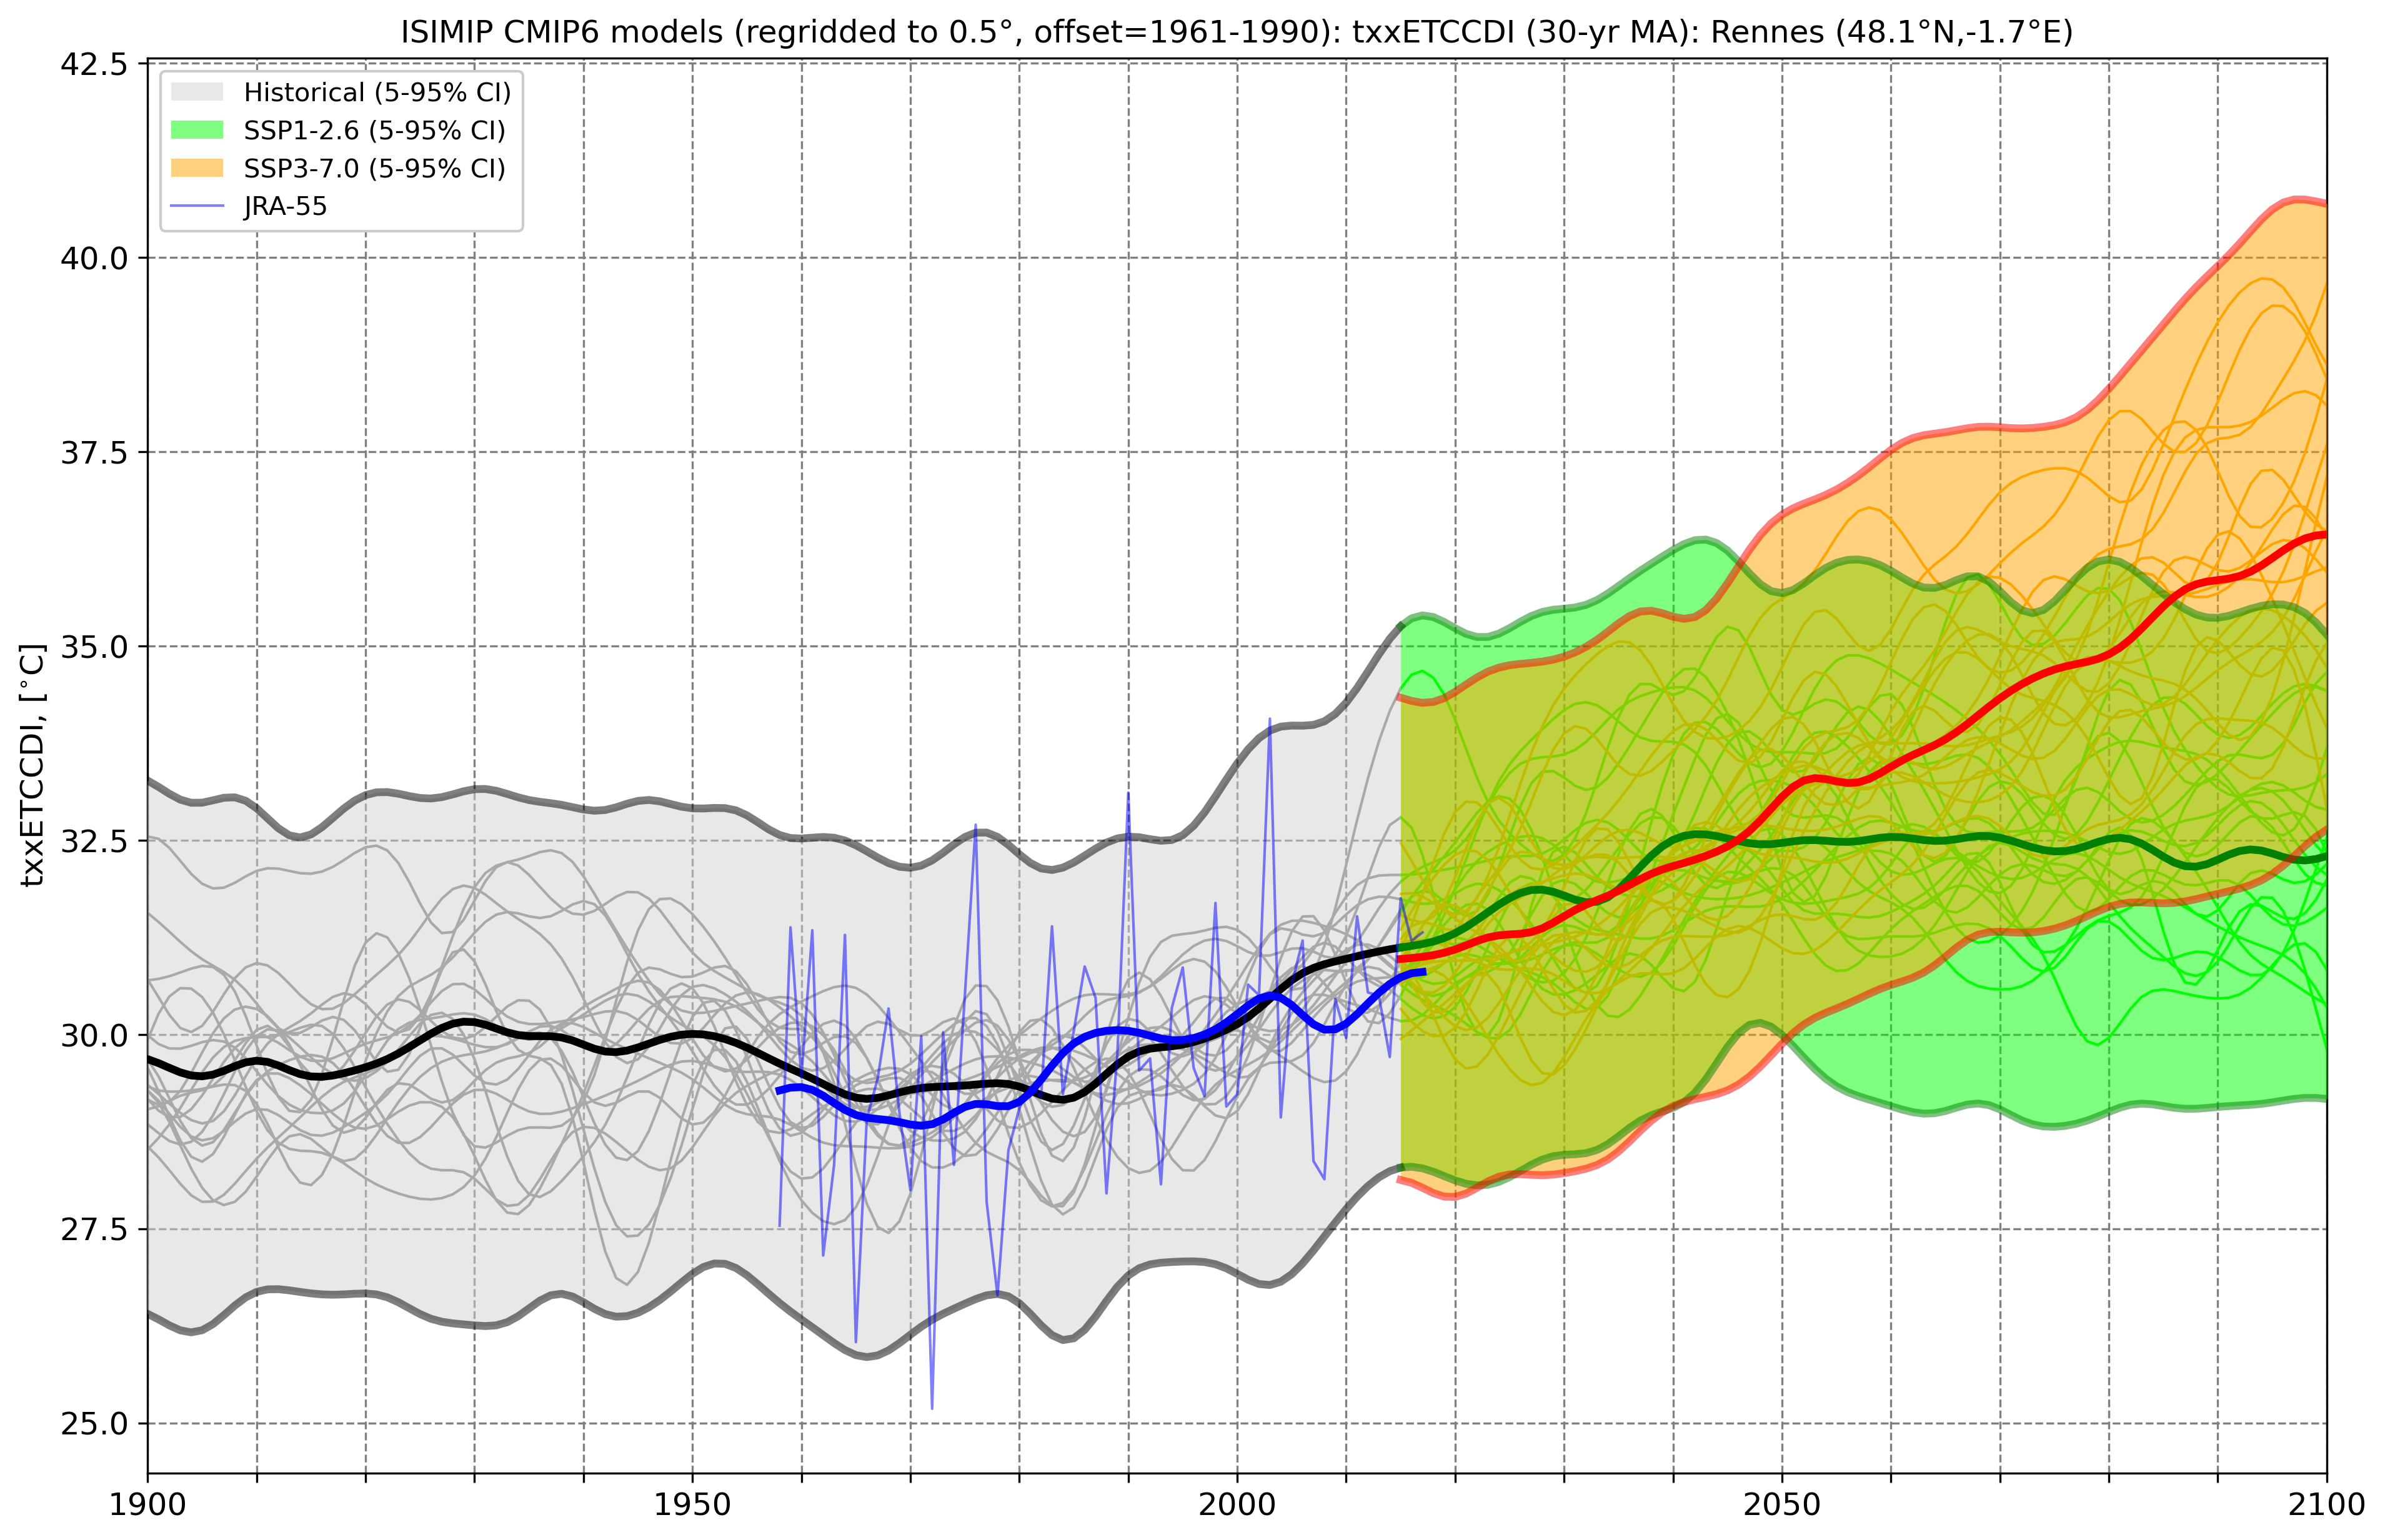 ISIMIP CMIP6 models (regridded to 0.5°, offset=1961-1990): txxETCCDI (30-yr MA): Rennes (48.1°N,-1.7°E)
Historical (5-95% CI)
SSP1-2.6 (5-95% CI)
SSP3-7.0 (5-95% CI)
JRA-55
txxETCCDI, [°C]
42.5
40.0
37.5
35.0
32.5
30.0
27.5
25.0
1900 1950 2000 2050 2100